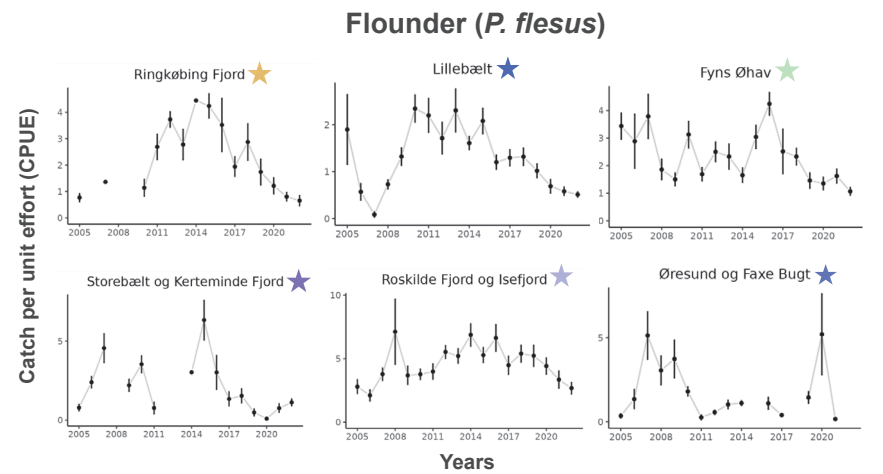 Flounder (P. flesus)
Catch per unit effort (CPUE)
Ringkøbing Fjord
4
3
2
1
0
2005 2008 2011 2014 2017 2020
Lillebælt
2
1
0
2005 2008 2011 2014 2017 2020
Fyns Øhav
4
3
2
1
0
2005 2008 2011 2014 2017 2020
Storebælt og Kerteminde Fjord
5
0
2005 2008 2011 2014 2017 2020
Roskilde Fjord og Isefjord
10
5
0
2005 2008 2011 2014 2017 2020
Øresund og Faxe Bugt
5
0
2005 2008 2011 2014 2017 2020
Years